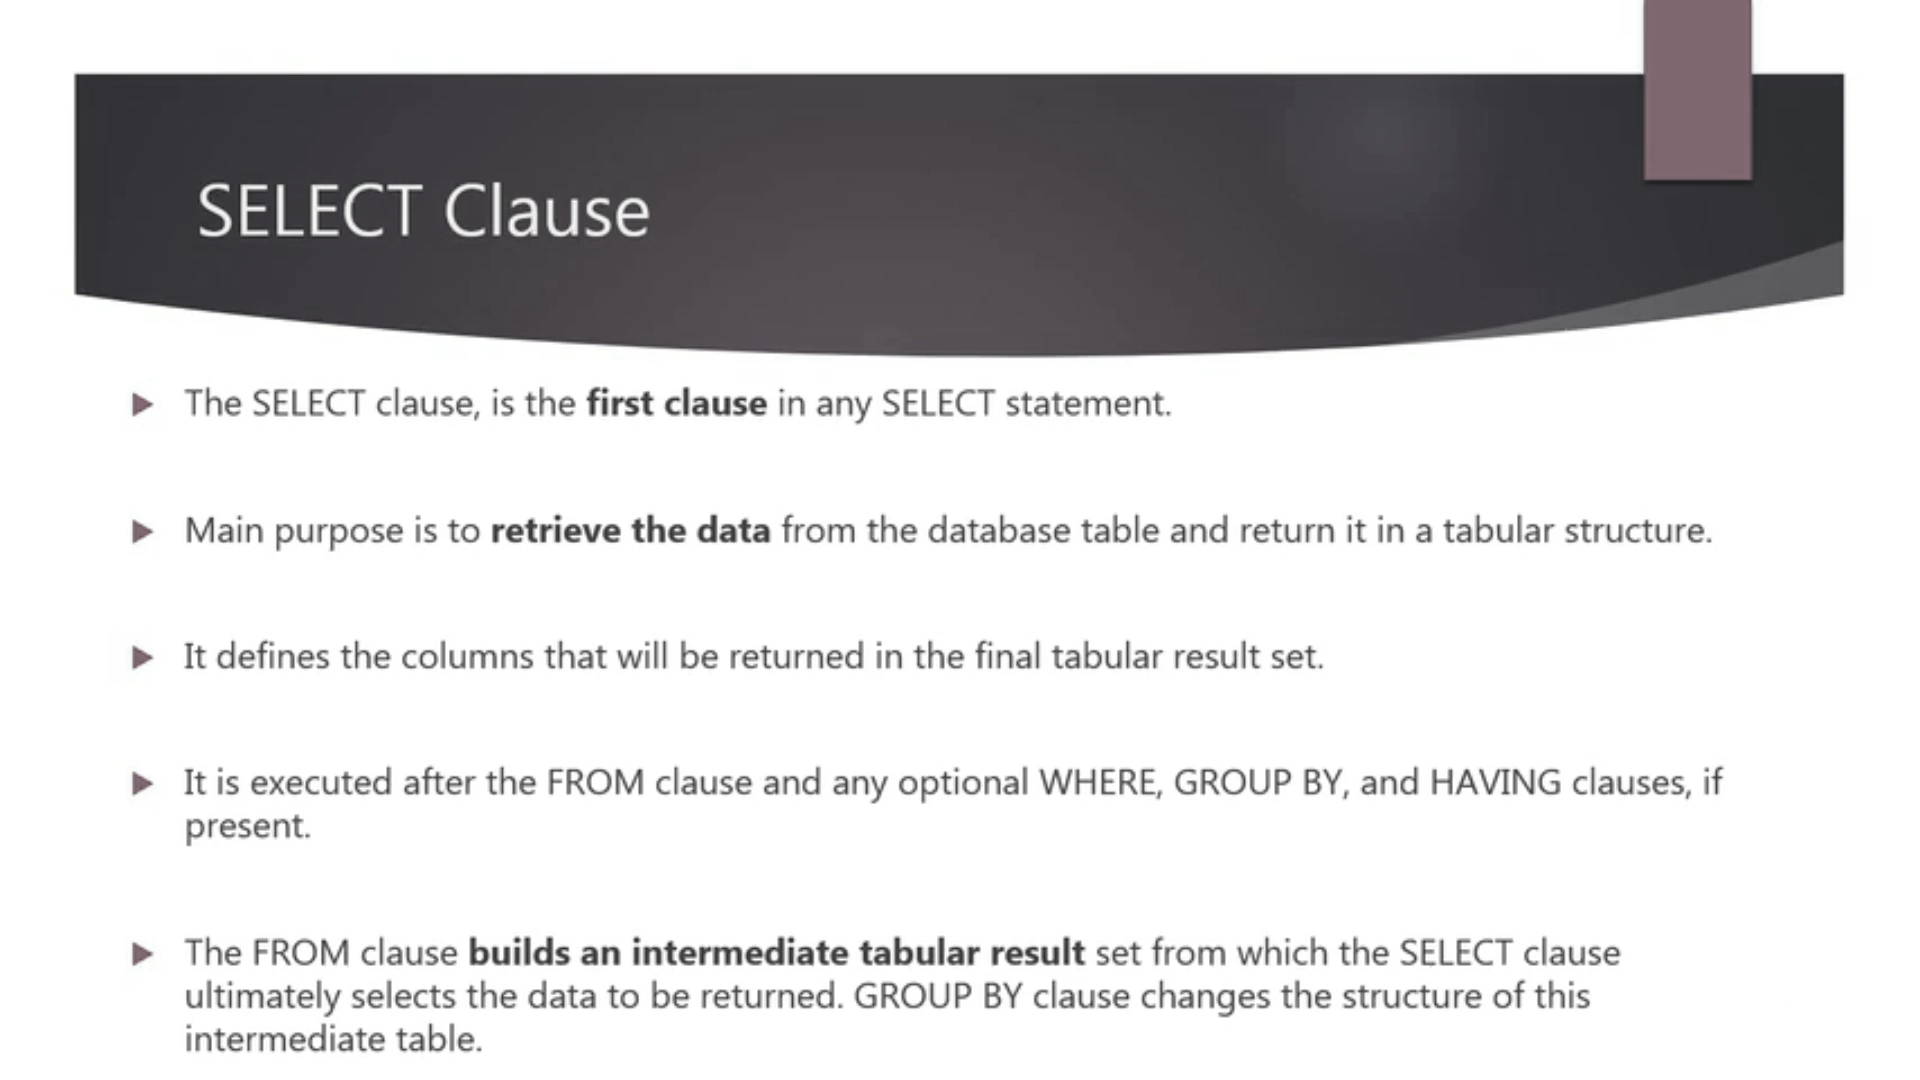 SELECT Clause
The SELECT clause, is the first clause in any SELECT statement.
Main purpose is to retrieve the data from the database table and return it in a tabular structure.
It defines the columns that will be returned in the final tabular result set.
It is executed after the FROM clause and any optional WHERE, GROUP BY, and HAVING clauses, if
present.
The FROM clause builds an intermediate tabular result set from which the SELECT clause
ultimately selects the data to be returned. GROUP BY clause changes the structure of this
intermediate table.